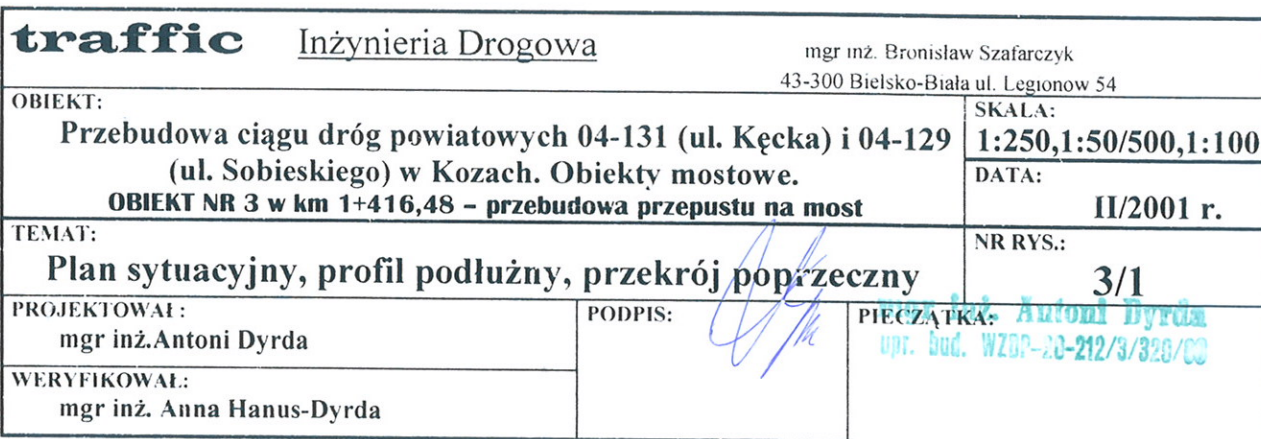 traffic Inżynieria Drogowa
mgr inż. Bronisław Szafarczyk
43-300 Bielsko-Biała ul. Legionow 54
OBIEKT:
Przebudowa ciągu dróg powiatowych 04-131 (ul. Kęcka) i 04-129
(ul. Sobieskiego) w Kozach. Obiekty mostowe.
OBIEKT NR 3 w km 1+416,48 – przebudowa przepustu na most
SKALA:
1:250,1:50/500,1:100
DATA:
II/2001 r.
TEMAT:
Plan sytuacyjny, profil podłużny, przekrój poprzeczny
NR RYS.:
3/1
PROJEKTOWAŁ:
mgr inż.Antoni Dyrda
PODPIS:
PIECZĄTKA:
mgr inż. Antoni Dyrda
upr. bud.
WERYFIKOWAŁ:
mgr inż. Anna Hanus-Dyrda